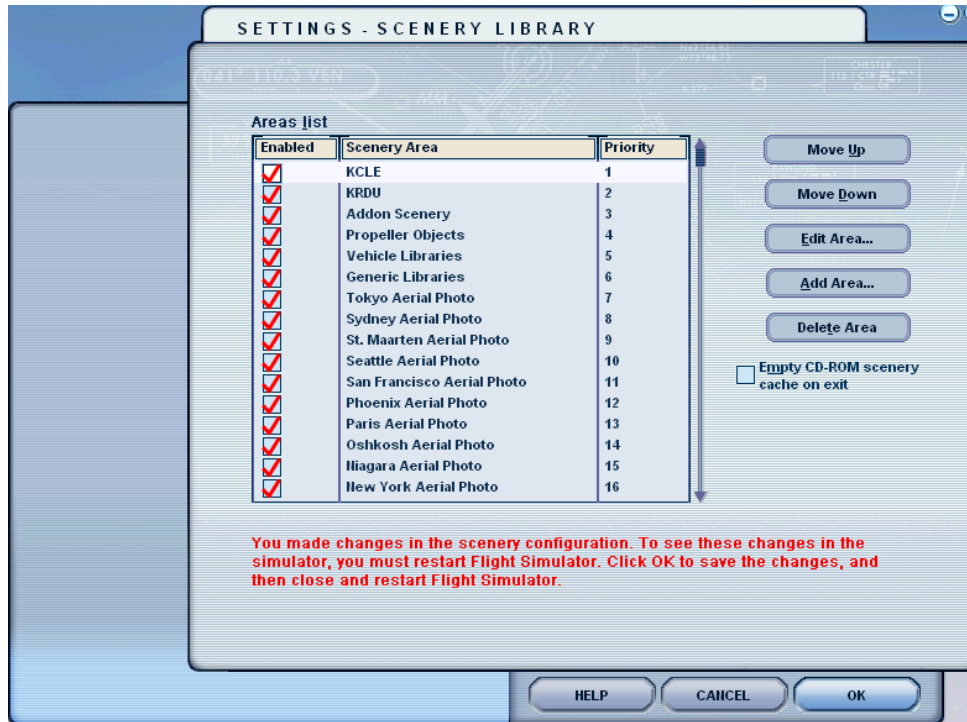 SETTINGS - SCENERY LIBRARY
Areas list
Enabled Scenery Area Priority
KCLE 1
KRDU 2
Addon Scenery 3
Propeller Objects 4
Vehicle Libraries 5
Generic Libraries 6
Tokyo Aerial Photo 7
Sydney Aerial Photo 8
St. Maarten Aerial Photo 9
Seattle Aerial Photo 10
San Francisco Aerial Photo 11
Phoenix Aerial Photo 12
Paris Aerial Photo 13
Oshkosh Aerial Photo 14
Niagara Aerial Photo 15
New York Aerial Photo 16
Move Up
Move Down
Edit Area...
Add Area...
Delete Area
Empty CD-ROM scenery
cache on exit
You made changes in the scenery configuration. To see these changes in the
simulator, you must restart Flight Simulator. Click OK to save the changes, and
then close and restart Flight Simulator.
HELP CANCEL OK